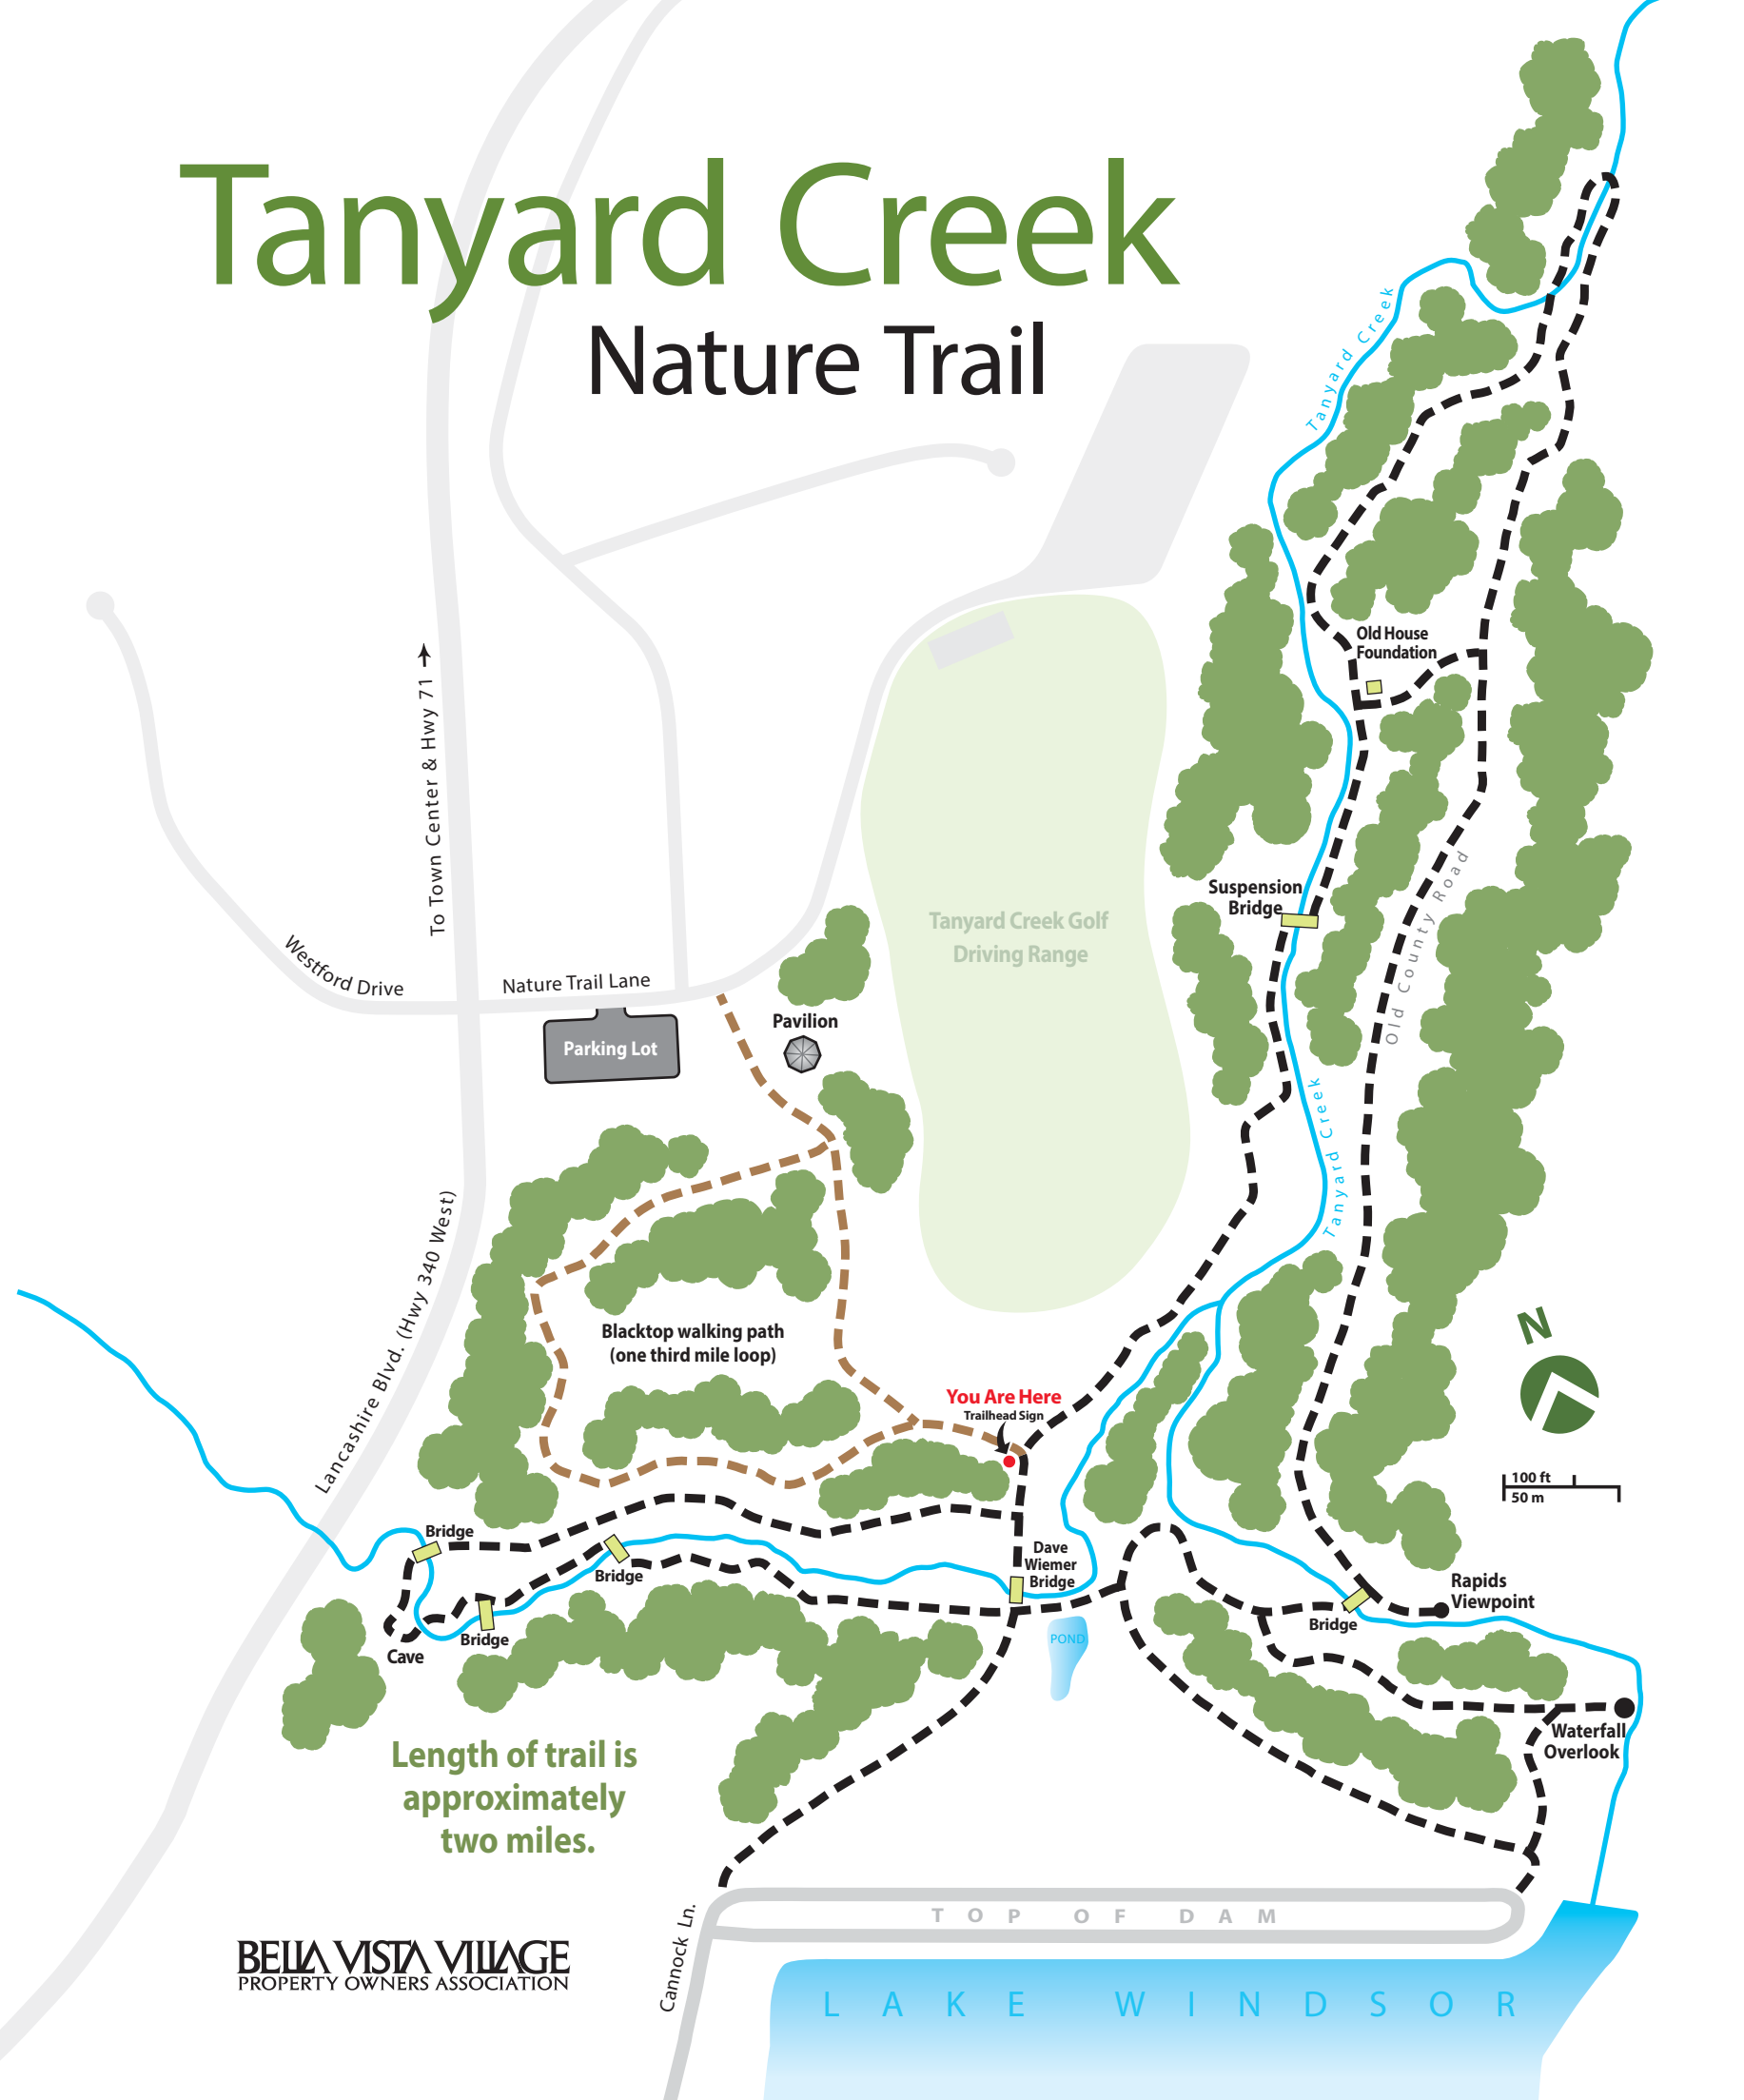 Tanyard Creek
Nature Trail
Tanyard Creek
To Town Center & Hwy 71
Old House
Foundation
Suspension
Bridge
Old County Road
Tanyard Creek Golf
Driving Range
Westford Drive
Nature Trail Lane
Parking Lot
Pavilion
Tanyard Creek
Lancashire Blvd. (Hwy 340 West)
Blacktop walking path
(one third mile loop)
N
You Are Here
Trailhead Sign
100 ft
50 m
Bridge
Bridge
Dave
Wiemer
Bridge
Rapids
Viewpoint
Bridge
Bridge
Cave
POND
Waterfall
Overlook
Length of trail is
approximately
two miles.
TOP OF DAM
Cannock Ln.
BELLA VISTA VILLAGE
PROPERTY OWNERS ASSOCIATION
LAKE WINDSOR